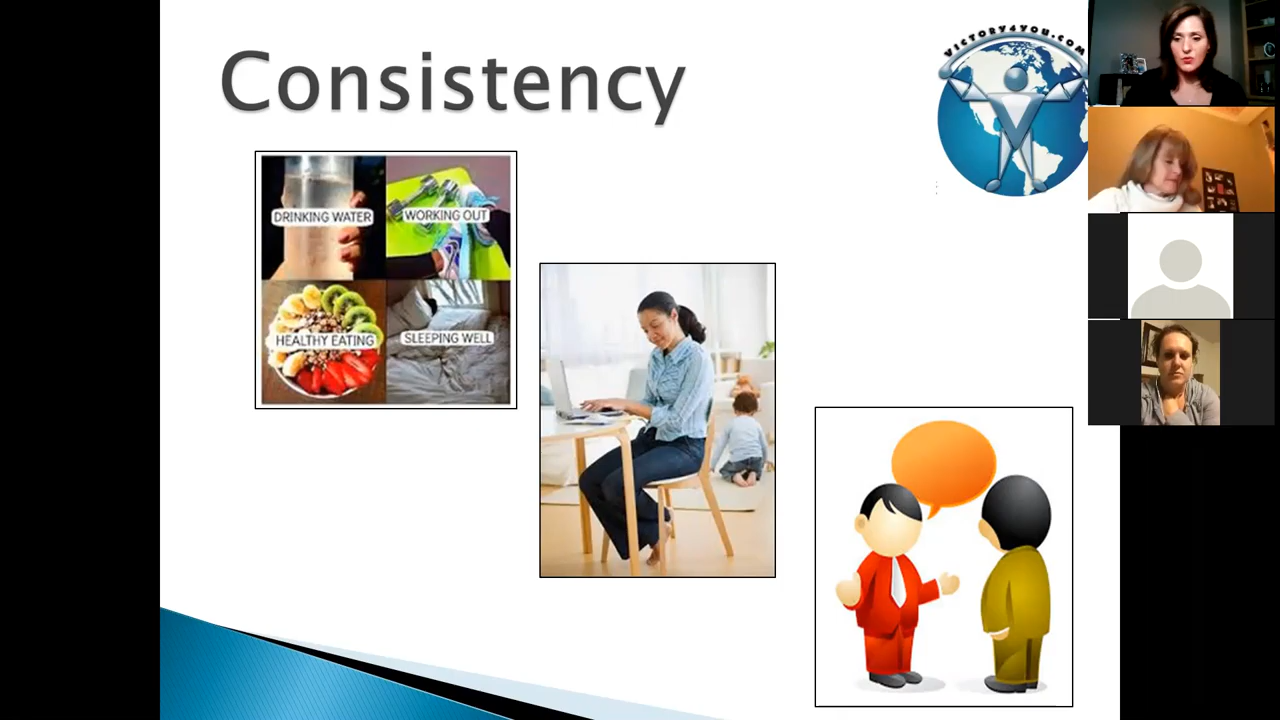 Consistency
VICTORY4YOU.COM
DRINKING WATER
WORKING OUT
HEALTHY EATING
SLEEPING WELL